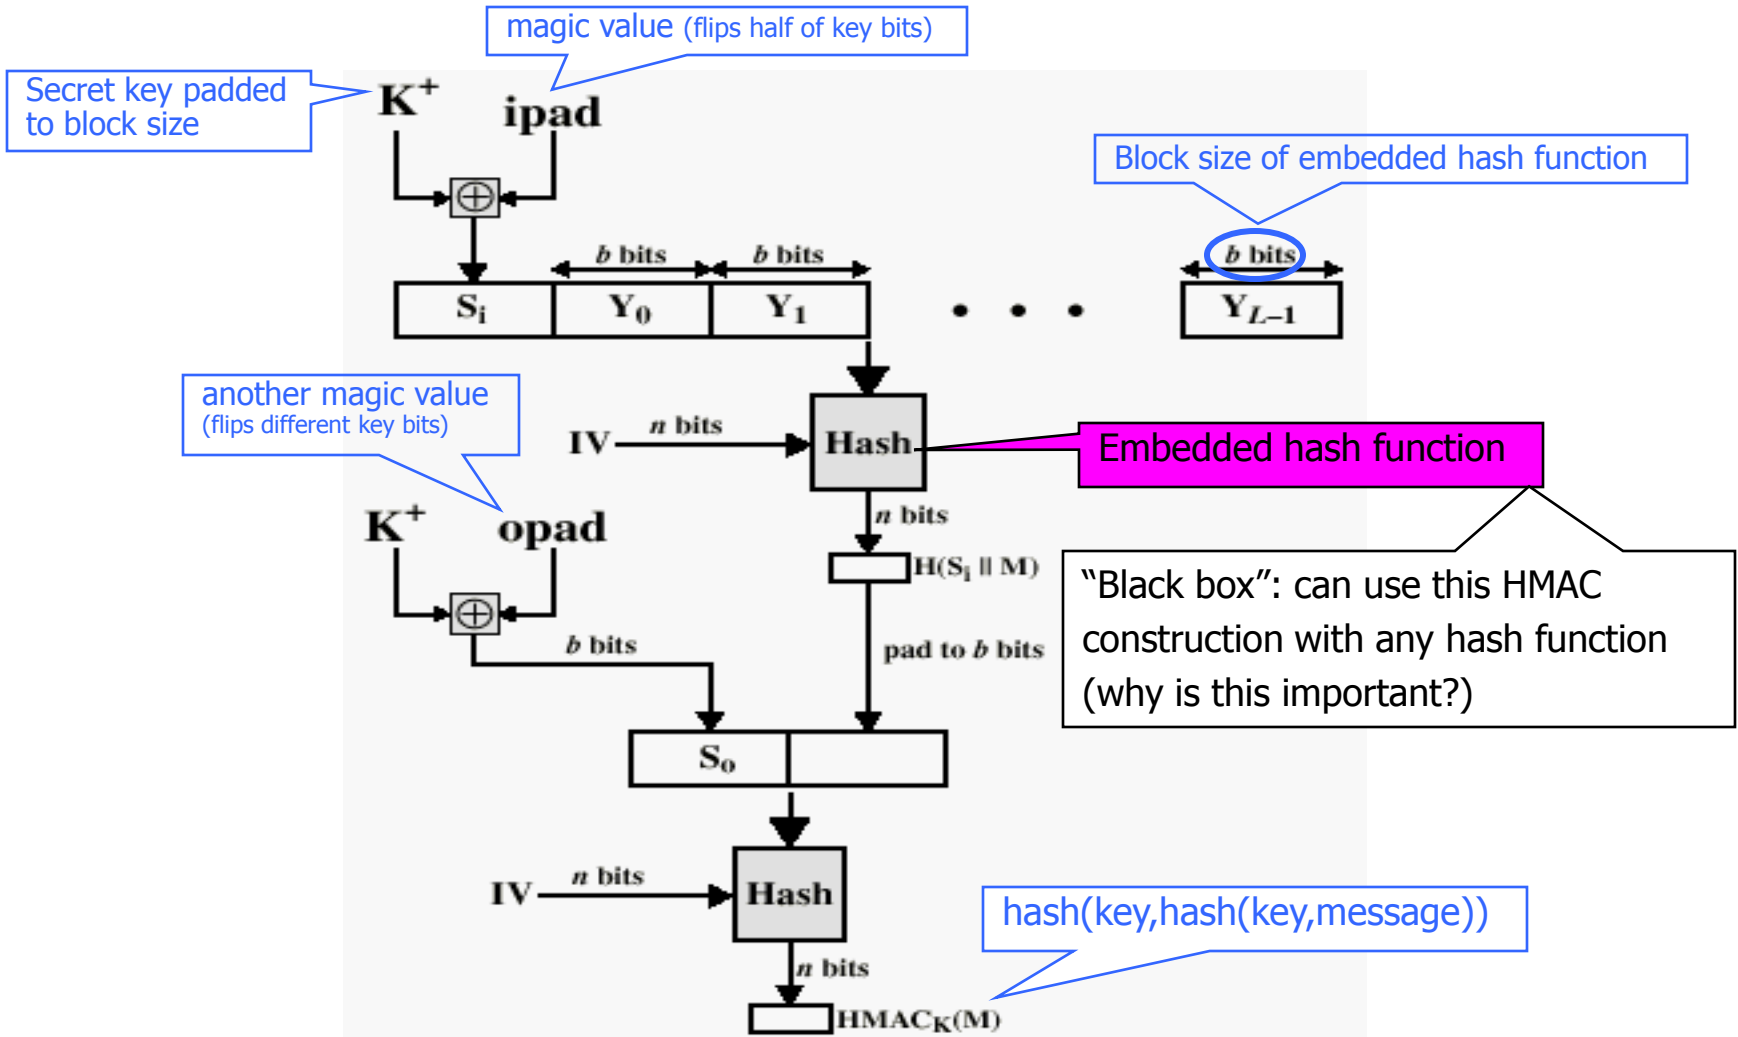 magic value (flips half of key bits)
Secret key padded
to block size
K+
ipad
Block size of embedded hash function
b bits
b bits
b bits
Si
Y0
Y1
• • •
YL–1
another magic value
(flips different key bits)
IV
n bits
Hash
Embedded hash function
n bits
K+
opad
H(Si || M)
“Black box”: can use this HMAC
construction with any hash function
(why is this important?)
b bits
pad to b bits
So
IV
n bits
Hash
hash(key,hash(key,message))
n bits
HMACK(M)